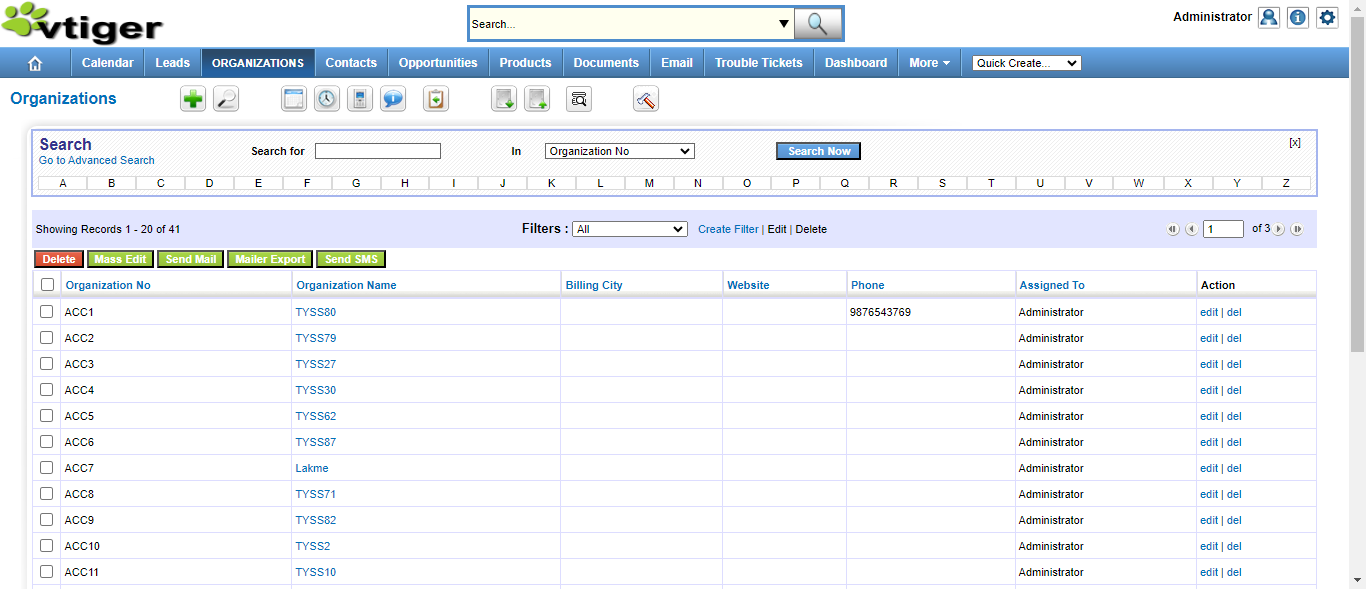 vtiger
Search...
Administrator
Calendar Leads ORGANIZATIONS Contacts Opportunities Products Documents Email Trouble Tickets Dashboard More Quick Create...
Organizations
Search
Go to Advanced Search
Search for In Organization No Search Now [x]
A B C D E F G H I J K L M N O P Q R S T U V W X Y Z
Showing Records 1 - 20 of 41 Filters : All Create Filter | Edit | Delete 1 of 3
Delete Mass Edit Send Mail Mailer Export Send SMS
Organization No Organization Name Billing City Website Phone Assigned To Action
ACC1 TYSS80 9876543769 Administrator edit | del
ACC2 TYSS79 Administrator edit | del
ACC3 TYSS27 Administrator edit | del
ACC4 TYSS30 Administrator edit | del
ACC5 TYSS62 Administrator edit | del
ACC6 TYSS87 Administrator edit | del
ACC7 Lakme Administrator edit | del
ACC8 TYSS71 Administrator edit | del
ACC9 TYSS82 Administrator edit | del
ACC10 TYSS2 Administrator edit | del
ACC11 TYSS10 Administrator edit | del